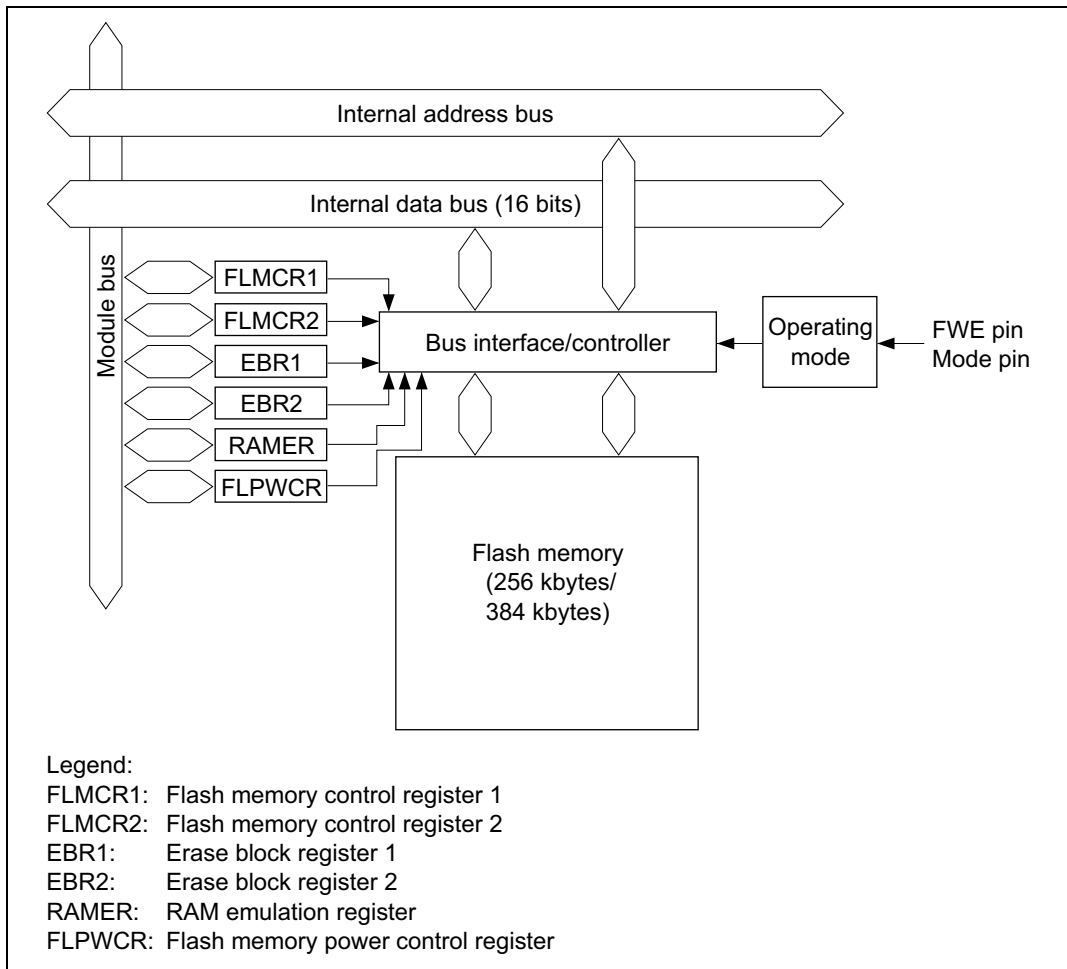 Internal address bus
Internal data bus (16 bits)
Module bus
FLMCR1
FLMCR2
EBR1
EBR2
RAMER
FLPWCR
Bus interface/controller
Operating
mode
FWE pin
Mode pin
Flash memory
(256 kbytes/
384 kbytes)
Legend:
FLMCR1: Flash memory control register 1
FLMCR2: Flash memory control register 2
EBR1: Erase block register 1
EBR2: Erase block register 2
RAMER: RAM emulation register
FLPWCR: Flash memory power control register